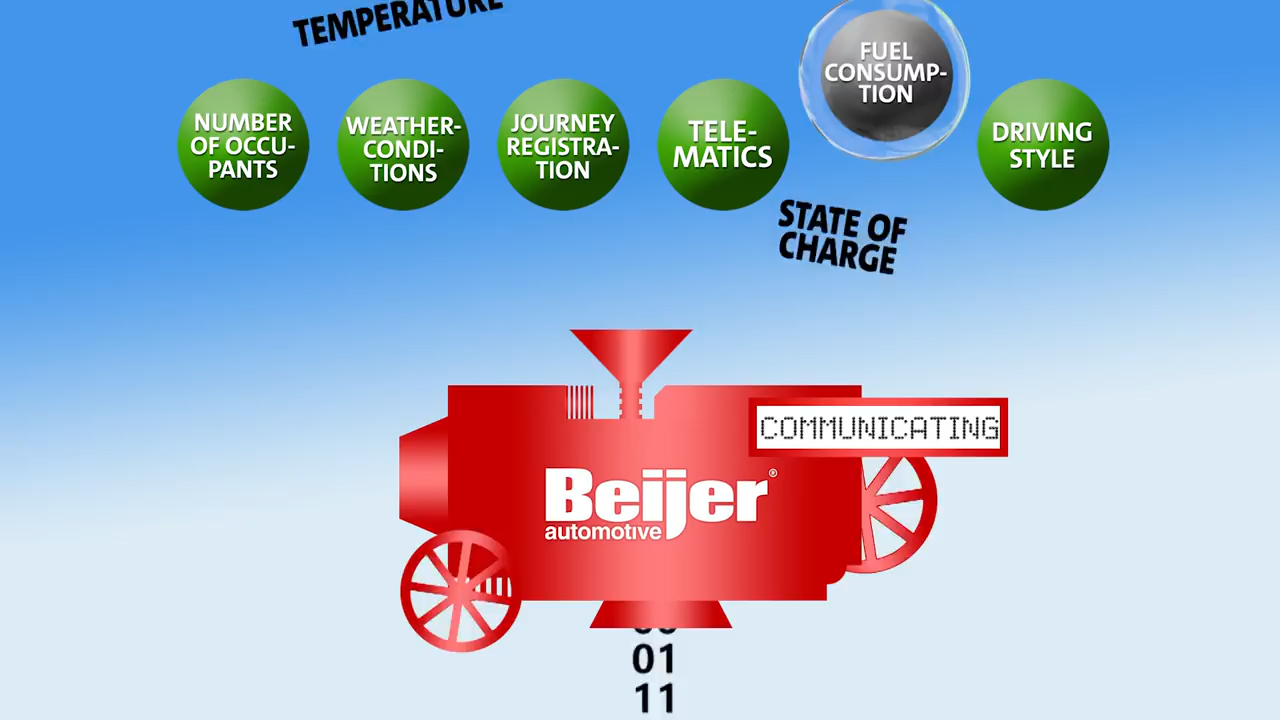 TEMPERATURE
FUEL
CONSUMP-
TION
NUMBER
OF OCCU-
PANTS
WEATHER-
CONDI-
TIONS
JOURNEY
REGISTRA-
TION
TELE-
MATICS
DRIVING
STYLE
STATE OF
CHARGE
COMMUNICATING
Beijer®
automotive
01
11